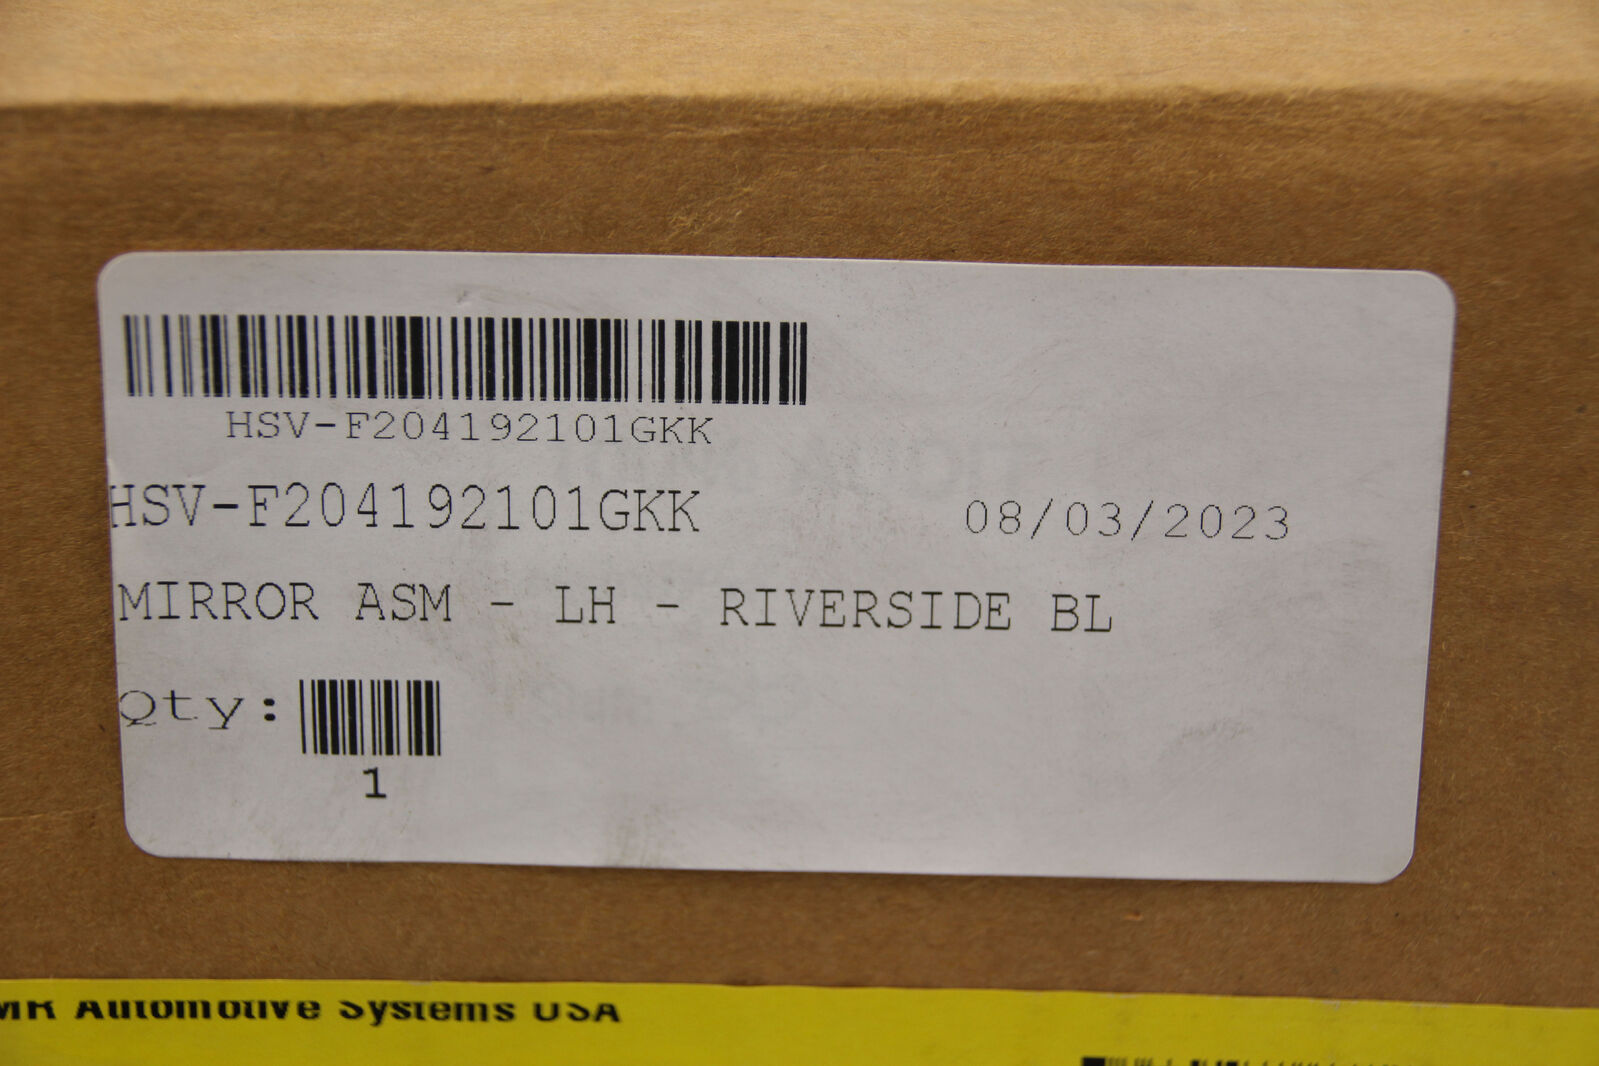 HSV-F204192101GKK
HSV-F204192101GKK 08/03/2023
MIRROR ASM - LH - RIVERSIDE BL
Qty:
1
Automotive Systems USA